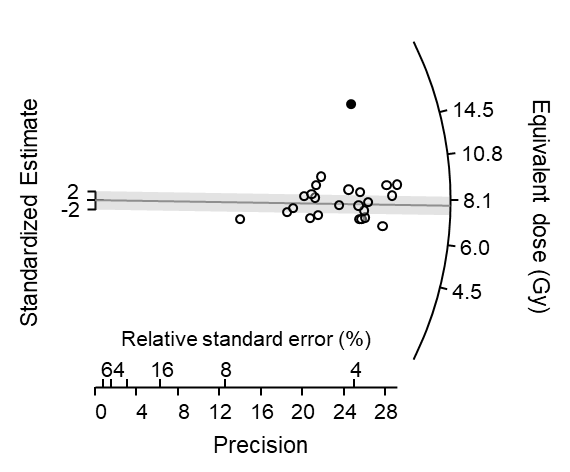 Standardized Estimate
2
-2
14.5
10.8
8.1
6.0
4.5
Equivalent dose (Gy)
Relative standard error (%)
64 16 8 4
0 4 8 12 16 20 24 28
Precision